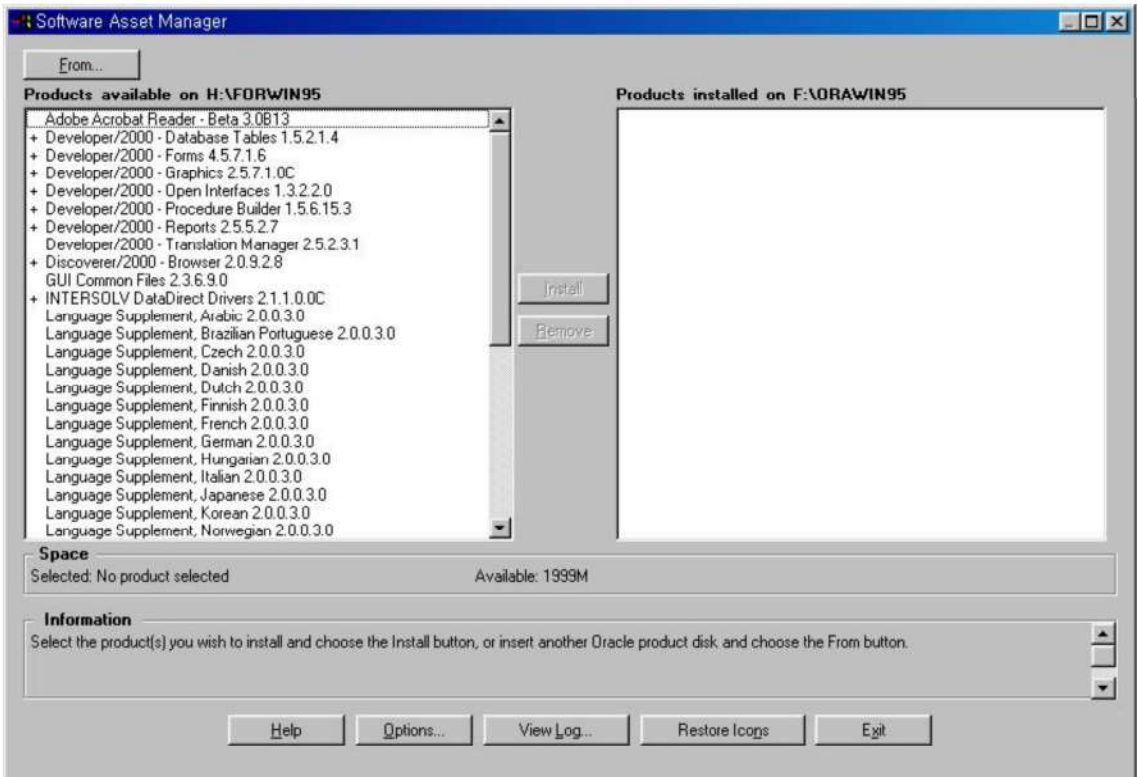 Software Asset Manager
From...
Products available on H:\FORWIN95
Products installed on F:\ORAWIN95
Adobe Acrobat Reader - Beta 3.0B13
+ Developer/2000 - Database Tables 1.5.2.1.4
+ Developer/2000 - Forms 4.5.7.1.6
+ Developer/2000 - Graphics 2.5.7.1.0C
+ Developer/2000 - Open Interfaces 1.3.2.2.0
+ Developer/2000 - Procedure Builder 1.5.6.15.3
+ Developer/2000 - Reports 2.5.5.2.7
Developer/2000 - Translation Manager 2.5.2.3.1
+ Discoverer/2000 - Browser 2.0.9.2.8
GUI Common Files 2.3.6.9.0
+ INTERSOLV DataDirect Drivers 2.1.1.0.0C
Language Supplement, Arabic 2.0.0.3.0
Language Supplement, Brazilian Portuguese 2.0.0.3.0
Language Supplement, Czech 2.0.0.3.0
Language Supplement, Danish 2.0.0.3.0
Language Supplement, Dutch 2.0.0.3.0
Language Supplement, Finnish 2.0.0.3.0
Language Supplement, French 2.0.0.3.0
Language Supplement, German 2.0.0.3.0
Language Supplement, Hungarian 2.0.0.3.0
Language Supplement, Italian 2.0.0.3.0
Language Supplement, Japanese 2.0.0.3.0
Language Supplement, Korean 2.0.0.3.0
Language Supplement, Norwegian 2.0.0.3.0
Install
Remove
Space
Selected: No product selected
Available: 1999M
Information
Select the product(s) you wish to install and choose the Install button, or insert another Oracle product disk and choose the From button.
Help
Options...
View Log...
Restore Icons
Exit